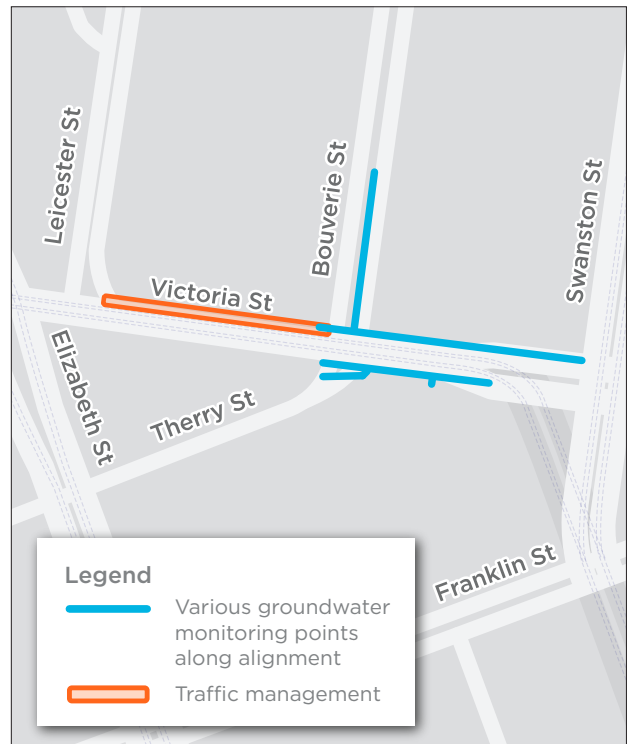 Leicester St
Bouverie St
Swanston St
Victoria St
Elizabeth St
Therry St
Franklin St
Legend
Various groundwater
monitoring points
along alignment
Traffic management